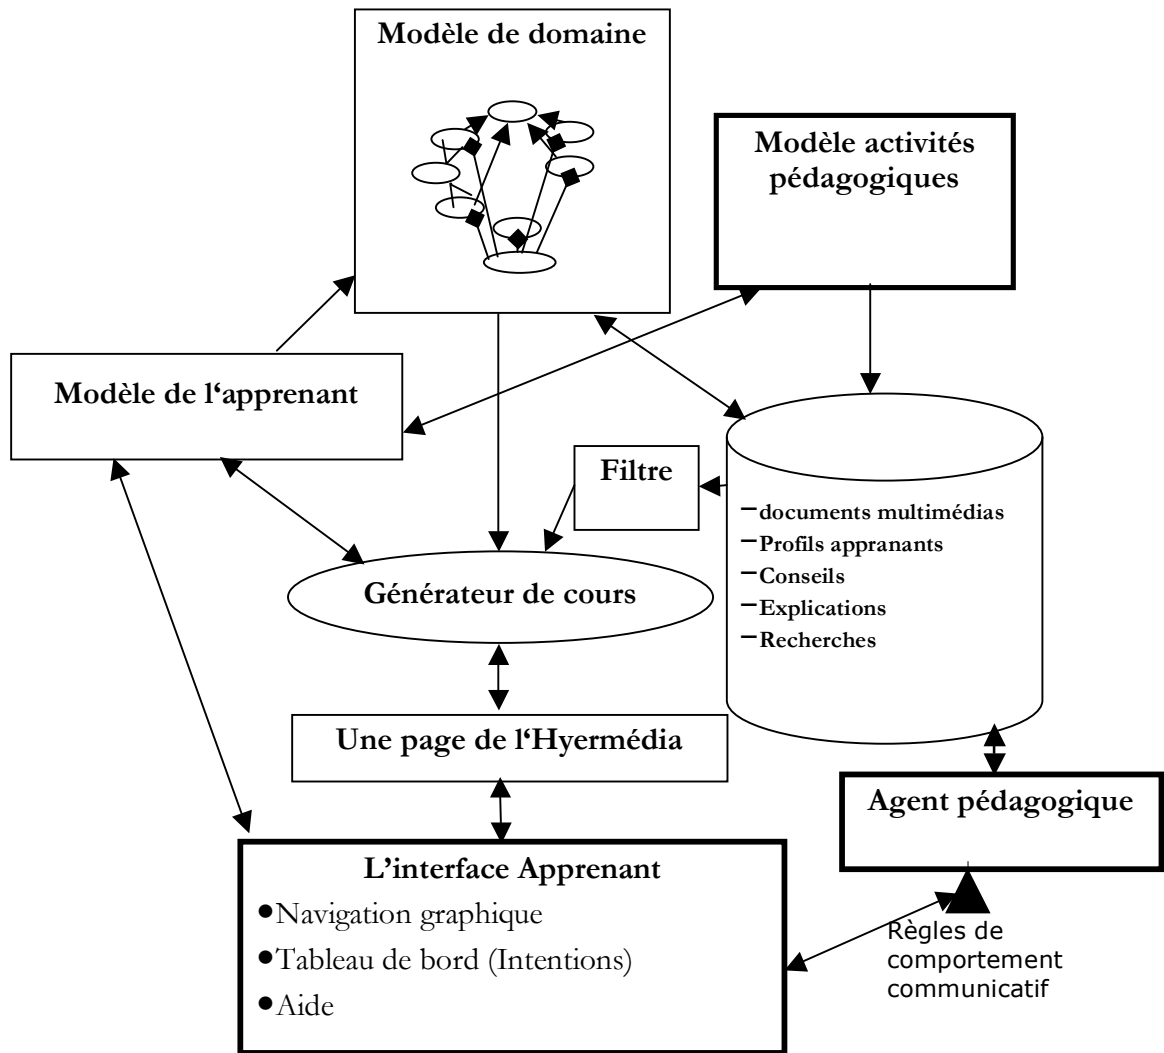 Modèle de domaine
Modèle activités
pédagogiques
Modèle de l‘apprenant
Filtre
–documents multimédias
–Profils appranants
–Conseils
–Explications
–Recherches
Générateur de cours
Une page de l‘Hyermédia
Agent pédagogique
L’interface Apprenant
•Navigation graphique
•Tableau de bord (Intentions)
•Aide
Règles de
comportement
communicatif